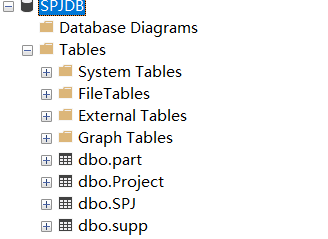 SPJDB
Database Diagrams
Tables
System Tables
FileTables
External Tables
Graph Tables
dbo.part
dbo.Project
dbo.SPJ
dbo.supp